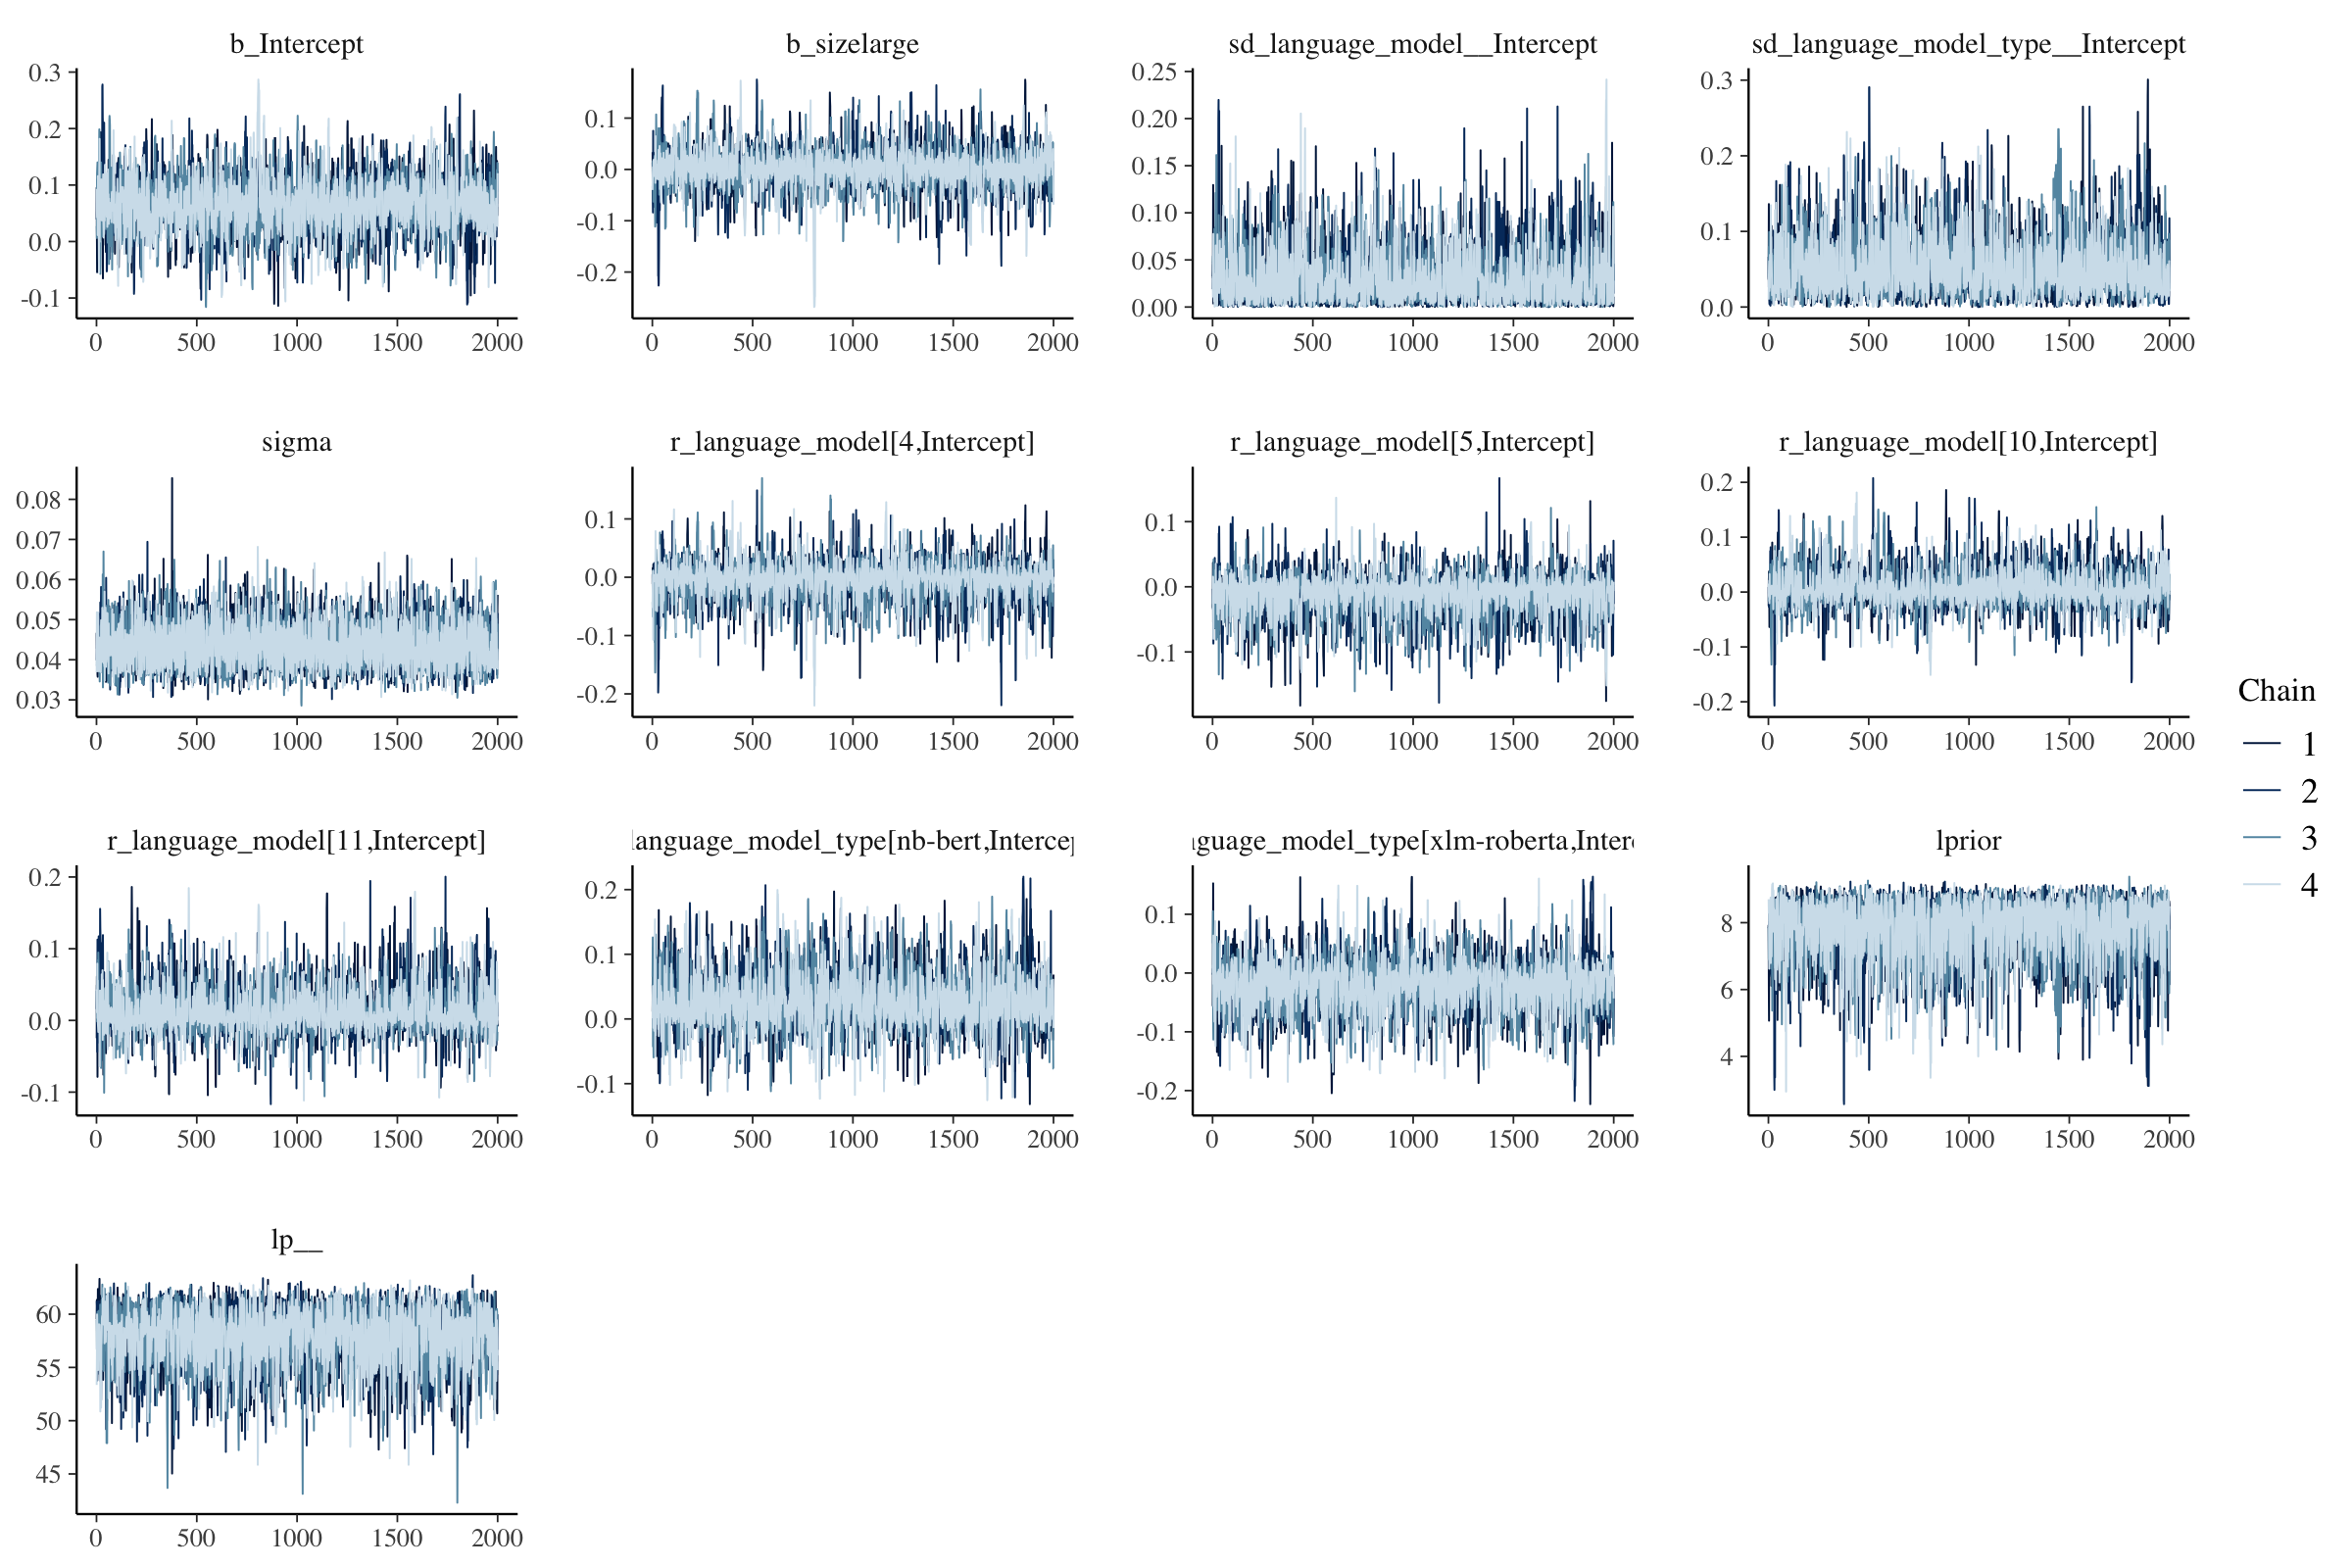 b_Intercept
0.3
0.2
0.1
0.0
-0.1
0 500 1000 1500 2000
b_sizelarge
0.1
0.0
-0.1
-0.2
0 500 1000 1500 2000
sd_language_model__Intercept
0.25
0.20
0.15
0.10
0.05
0.00
0 500 1000 1500 2000
sd_language_model_type__Intercept
0.3
0.2
0.1
0.0
0 500 1000 1500 2000
sigma
0.08
0.07
0.06
0.05
0.04
0.03
0 500 1000 1500 2000
r_language_model[4,Intercept]
0.1
0.0
-0.1
-0.2
0 500 1000 1500 2000
r_language_model[5,Intercept]
0.1
0.0
-0.1
0 500 1000 1500 2000
r_language_model[10,Intercept]
0.2
0.1
0.0
-0.1
-0.2
0 500 1000 1500 2000
r_language_model[11,Intercept]
0.2
0.1
0.0
-0.1
0 500 1000 1500 2000
language_model_type[nb-bert,Intercep
0.2
0.1
0.0
-0.1
0 500 1000 1500 2000
guage_model_type[xlm-roberta,Inter
0.1
0.0
-0.1
-0.2
0 500 1000 1500 2000
lprior
8
6
4
0 500 1000 1500 2000
lp__
60
55
50
45
0 500 1000 1500 2000
Chain
1
2
3
4